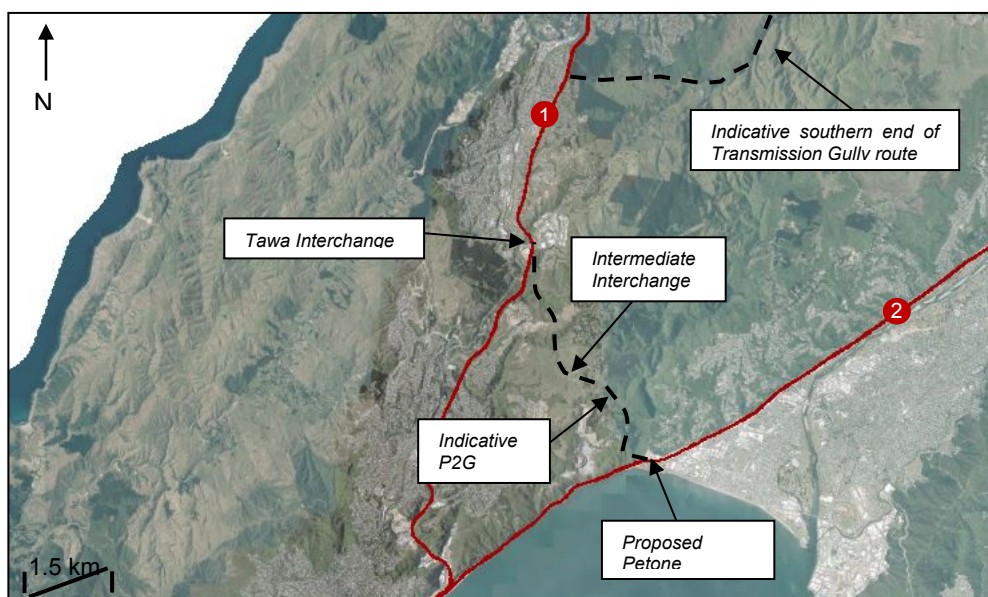 N
1
Indicative southern end of
Transmission Gully route
Tawa Interchange
Intermediate
Interchange
2
Indicative
P2G
Proposed
Petone
1.5 km